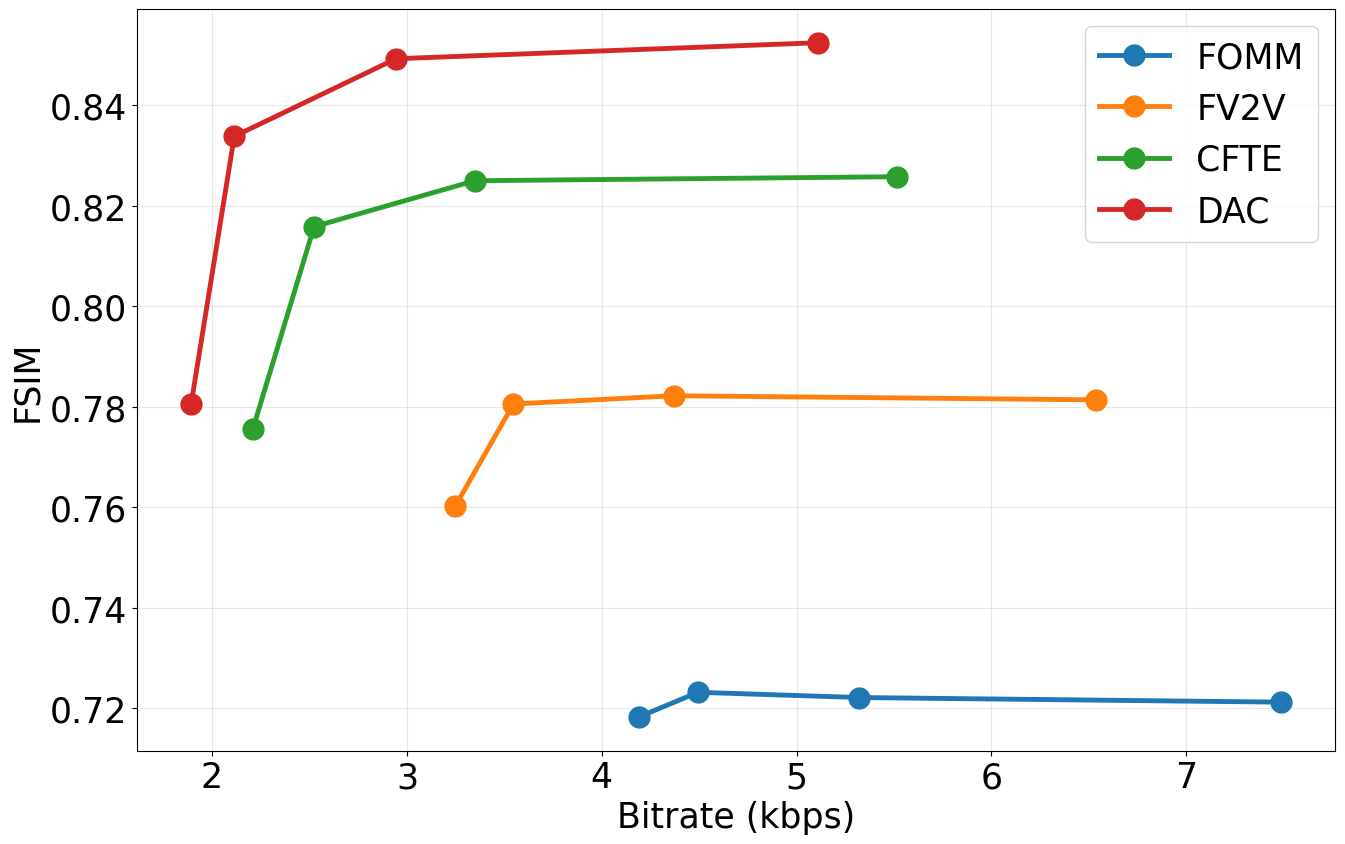 FSIM
0.84
0.82
0.80
0.78
0.76
0.74
0.72
2 3 4 5 6 7
Bitrate (kbps)
FOMM
FV2V
CFTE
DAC